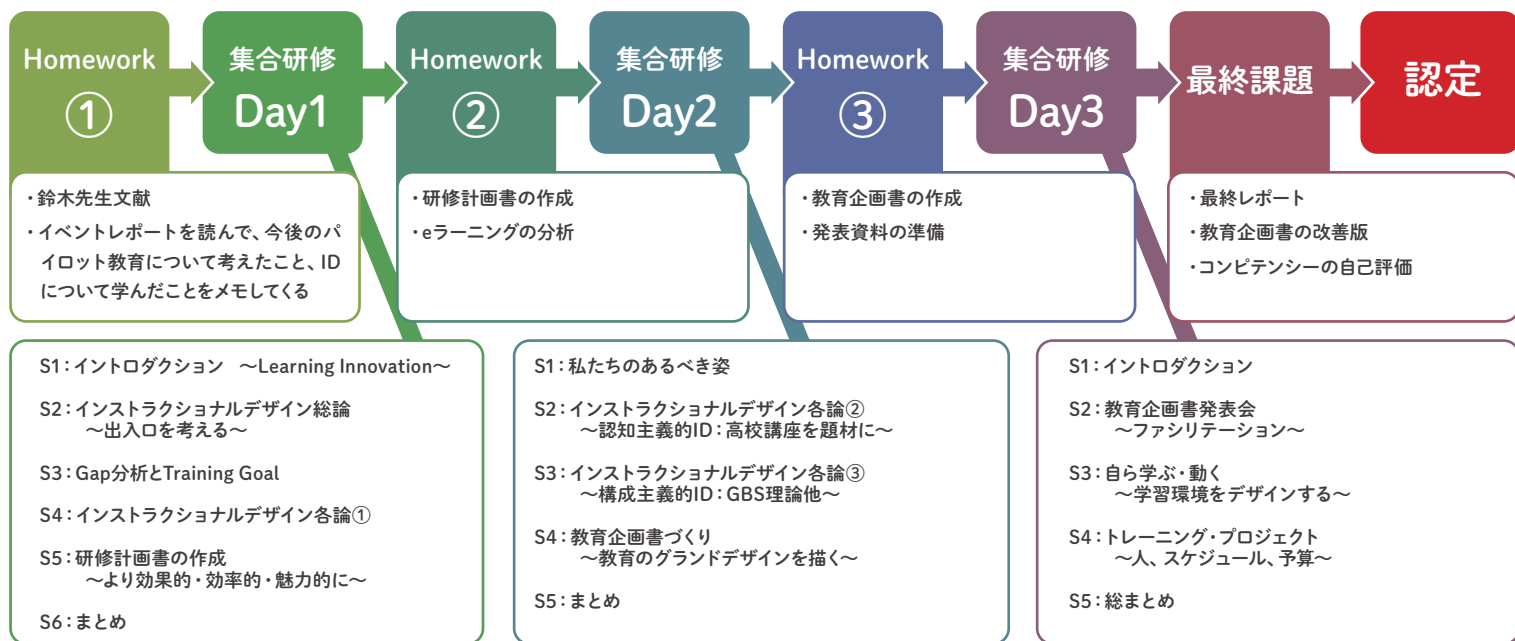 Homework
①
集合研修
Day1
Homework
②
集合研修
Day2
Homework
③
集合研修
Day3
最終課題
認定
・鈴木先生文献
・イベントレポートを読んで、今後のパ
イロット教育について考えたこと、ID
について学んだことをメモしてくる
・研修計画書の作成
・eラーニングの分析
・教育企画書の作成
・発表資料の準備
・最終レポート
・教育企画書の改善版
・コンピテンシーの自己評価
S1：イントロダクション　～Learning Innovation～
S2：インストラクショナルデザイン総論
～出入口を考える～
S3：Gap分析とTraining Goal
S4：インストラクショナルデザイン各論①
S5：研修計画書の作成
～より効果的・効率的・魅力的に～
S6：まとめ
S1：私たちのあるべき姿
S2：インストラクショナルデザイン各論②
～認知主義的ID：高校講座を題材に～
S3：インストラクショナルデザイン各論③
～構成主義的ID：GBS理論他～
S4：教育企画書づくり
～教育のグランドデザインを描く～
S5：まとめ
S1：イントロダクション
S2：教育企画書発表会
～ファシリテーション～
S3：自ら学ぶ・動く
～学習環境をデザインする～
S4：トレーニング・プロジェクト
～人、スケジュール、予算～
S5：総まとめ